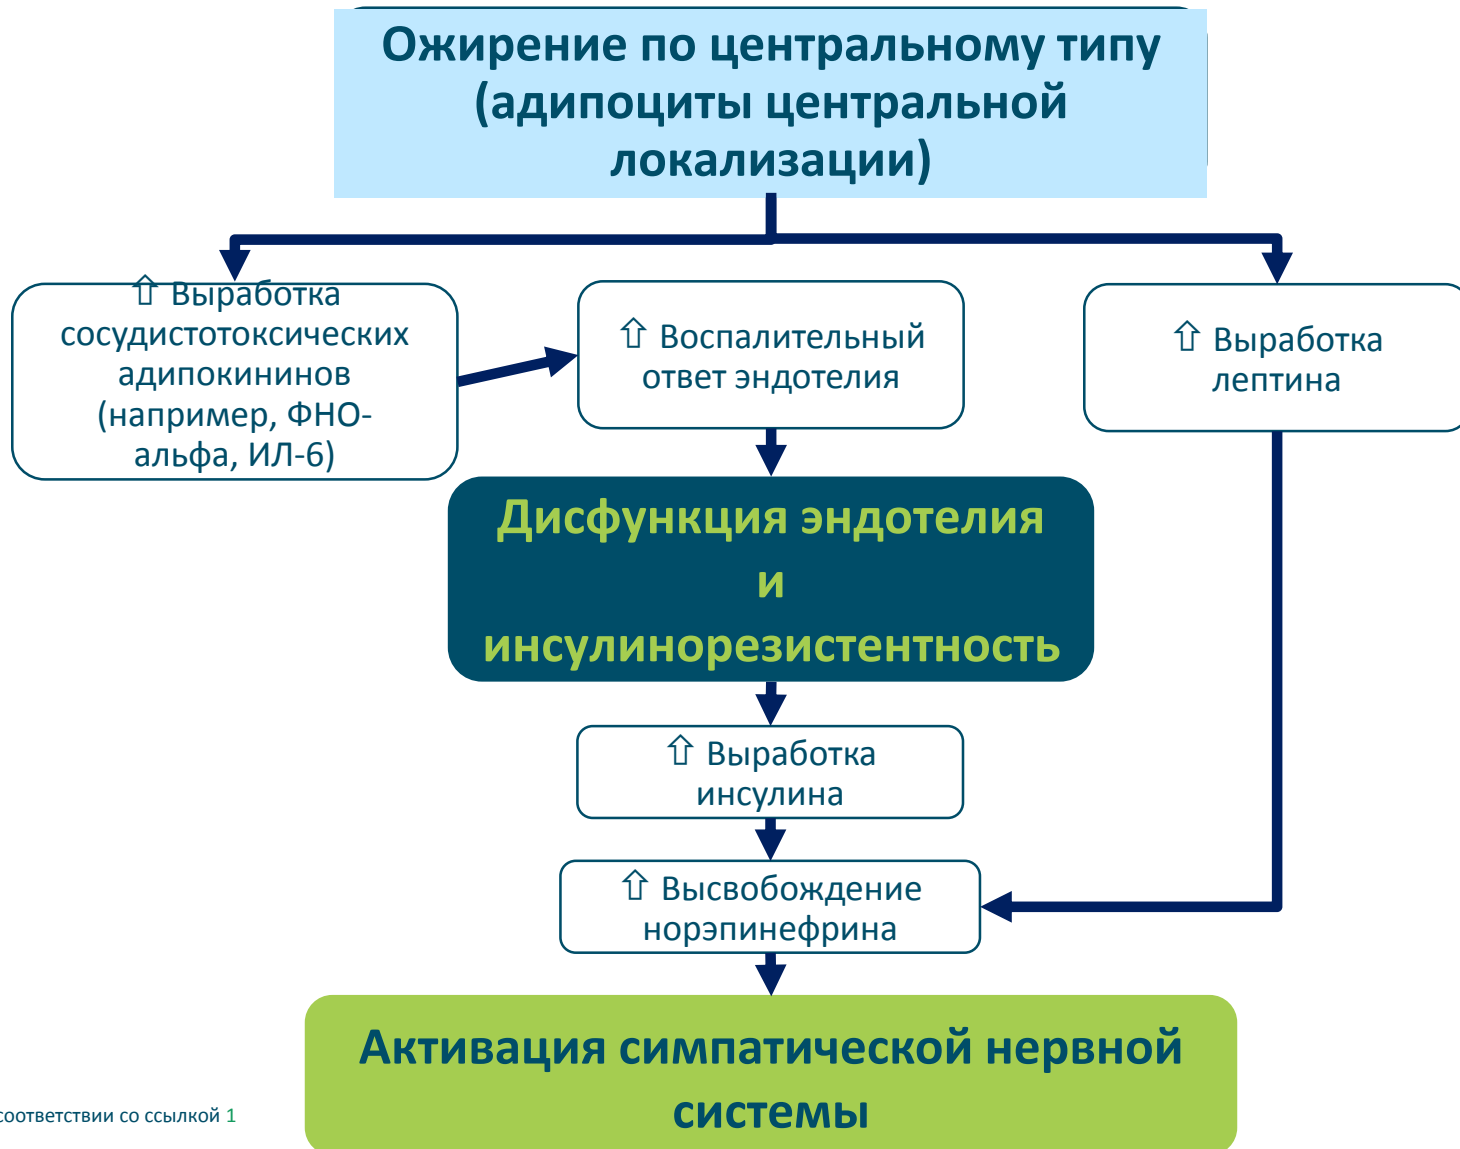 Ожирение по центральному типу
(адипоциты центральной
локализации)
⇧ Выработка
сосудистотоксических
адипокининов
(например, ФНО-
альфа, ИЛ-6)
⇧ Воспалительный
ответ эндотелия
⇧ Выработка
лептина
Дисфункция эндотелия
и
инсулинорезистентность
⇧ Выработка
инсулина
⇧ Высвобождение
норэпинефрина
Активация симпатической нервной
системы
соответствии со ссылкой 1